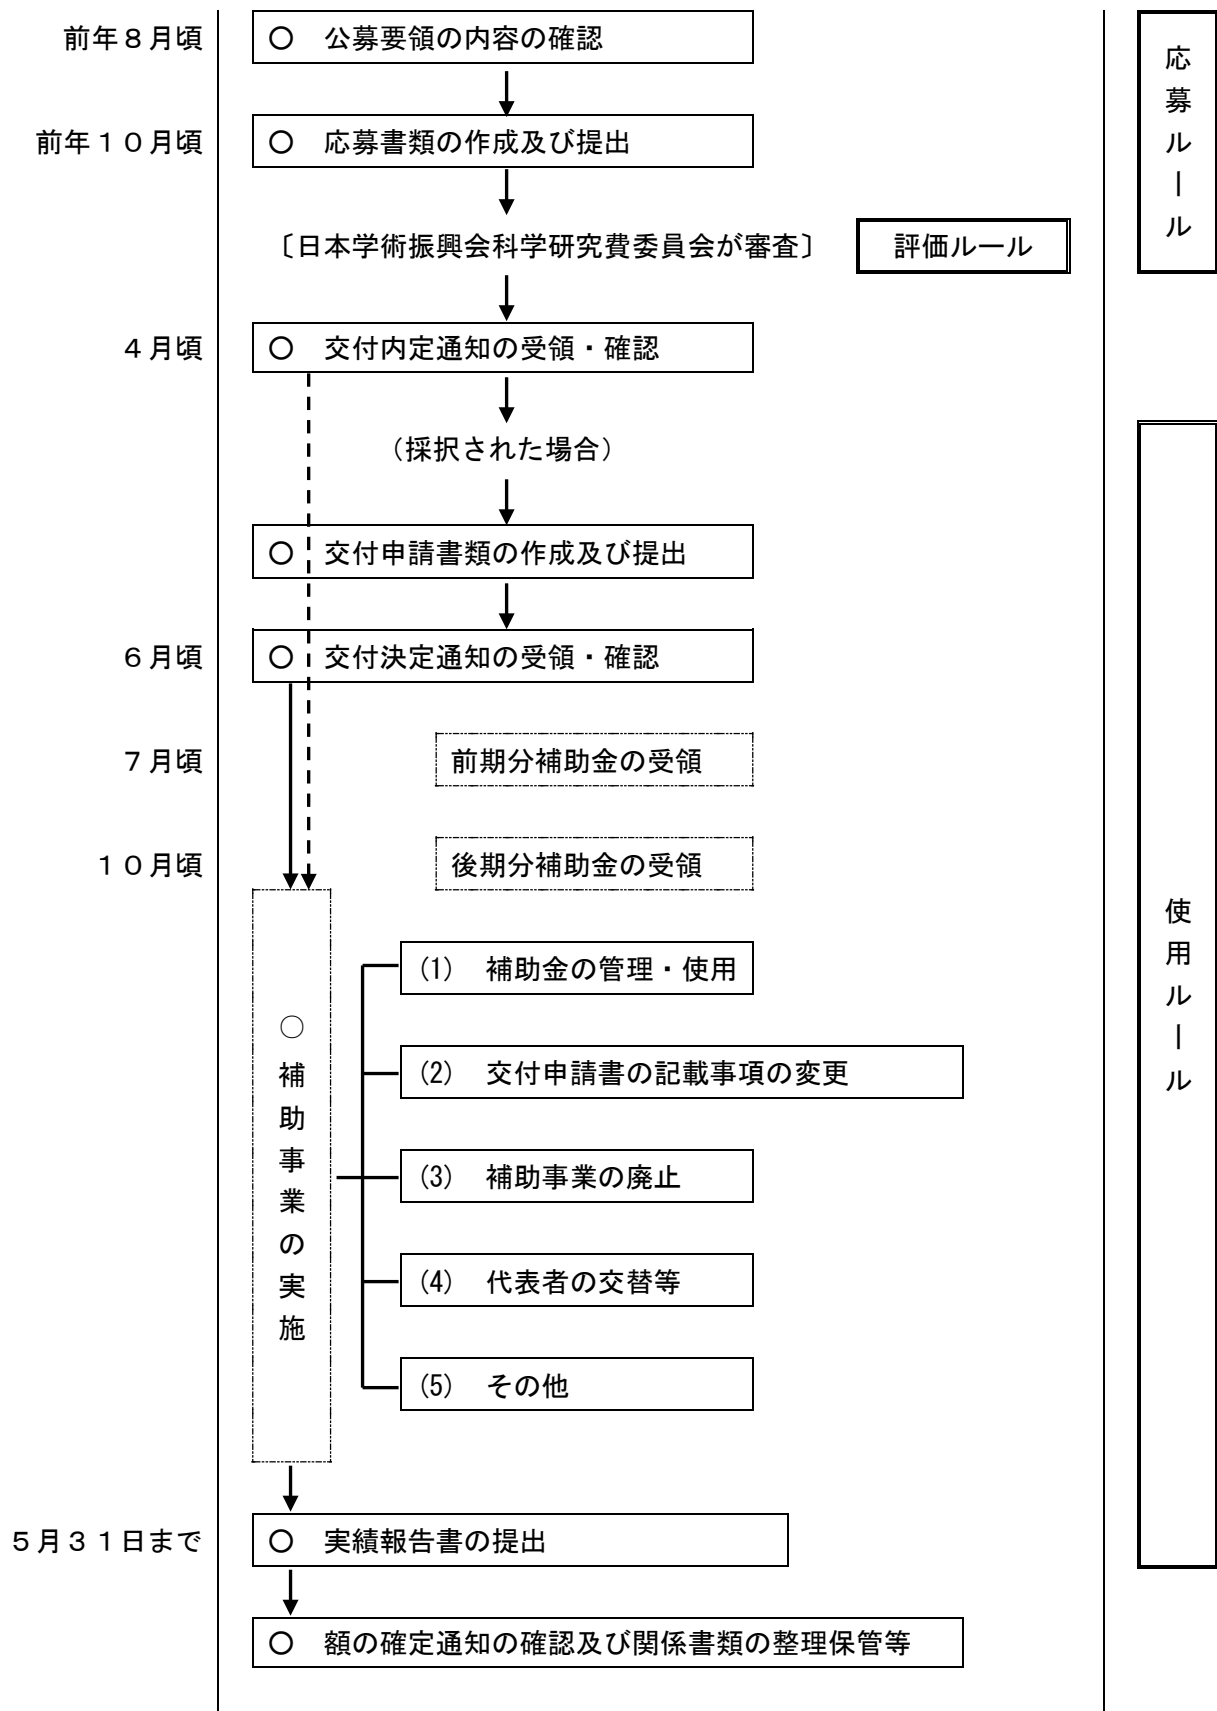 前年８月頃
○　公募要領の内容の確認
前年１０月頃
○　応募書類の作成及び提出
〔日本学術振興会科学研究費委員会が審査〕
評価ルール
応募ルール
４月頃
○　交付内定通知の受領・確認
（採択された場合）
○　交付申請書類の作成及び提出
６月頃
○　交付決定通知の受領・確認
７月頃
前期分補助金の受領
１０月頃
後期分補助金の受領
○補助事業の実施
(1)　補助金の管理・使用
(2)　交付申請書の記載事項の変更
(3)　補助事業の廃止
(4)　代表者の交替等
(5)　その他
使用ルール
５月３１日まで
○　実績報告書の提出
○　額の確定通知の確認及び関係書類の整理保管等